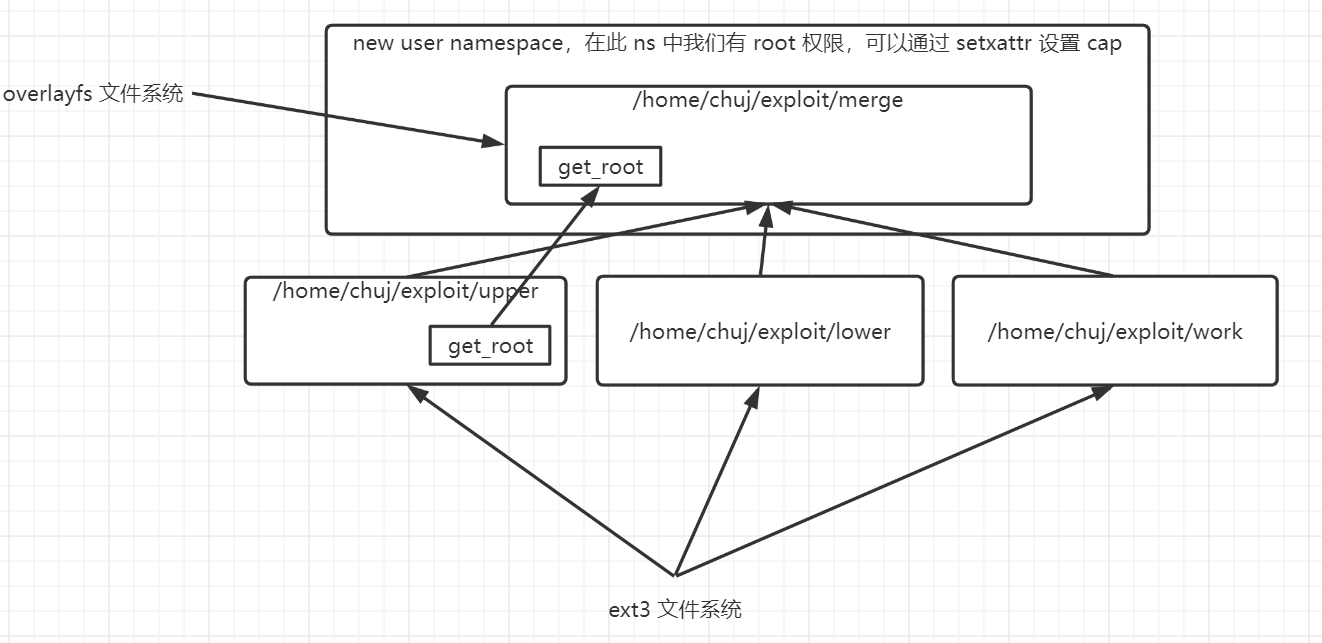 new user namespace，在此 ns 中我们有 root 权限，可以通过 setxattr 设置 cap
overlayfs 文件系统
/home/chuj/exploit/merge
get_root
/home/chuj/exploit/upper
get_root
/home/chuj/exploit/lower
/home/chuj/exploit/work
ext3 文件系统